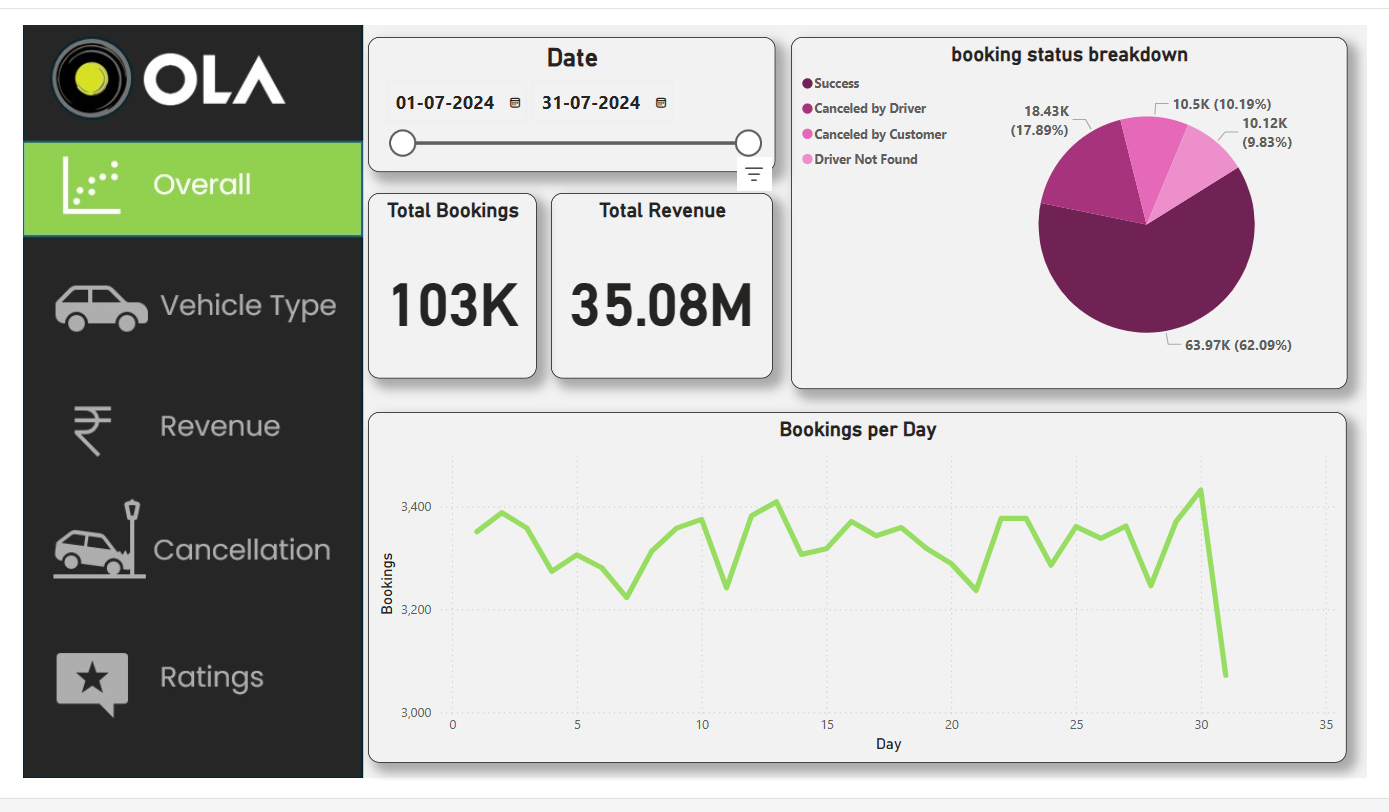 OLA
Overall
Vehicle Type
Revenue
Cancellation
Ratings
Date
01-07-2024 31-07-2024
Total Bookings
103K
Total Revenue
35.08M
booking status breakdown
Success
Canceled by Driver
Canceled by Customer
Driver Not Found
18.43K
(17.89%)
10.5K (10.19%)
10.12K
(9.83%)
63.97K (62.09%)
Bookings per Day
Bookings
3,400
3,200
3,000
0 5 10 15 20 25 30 35
Day